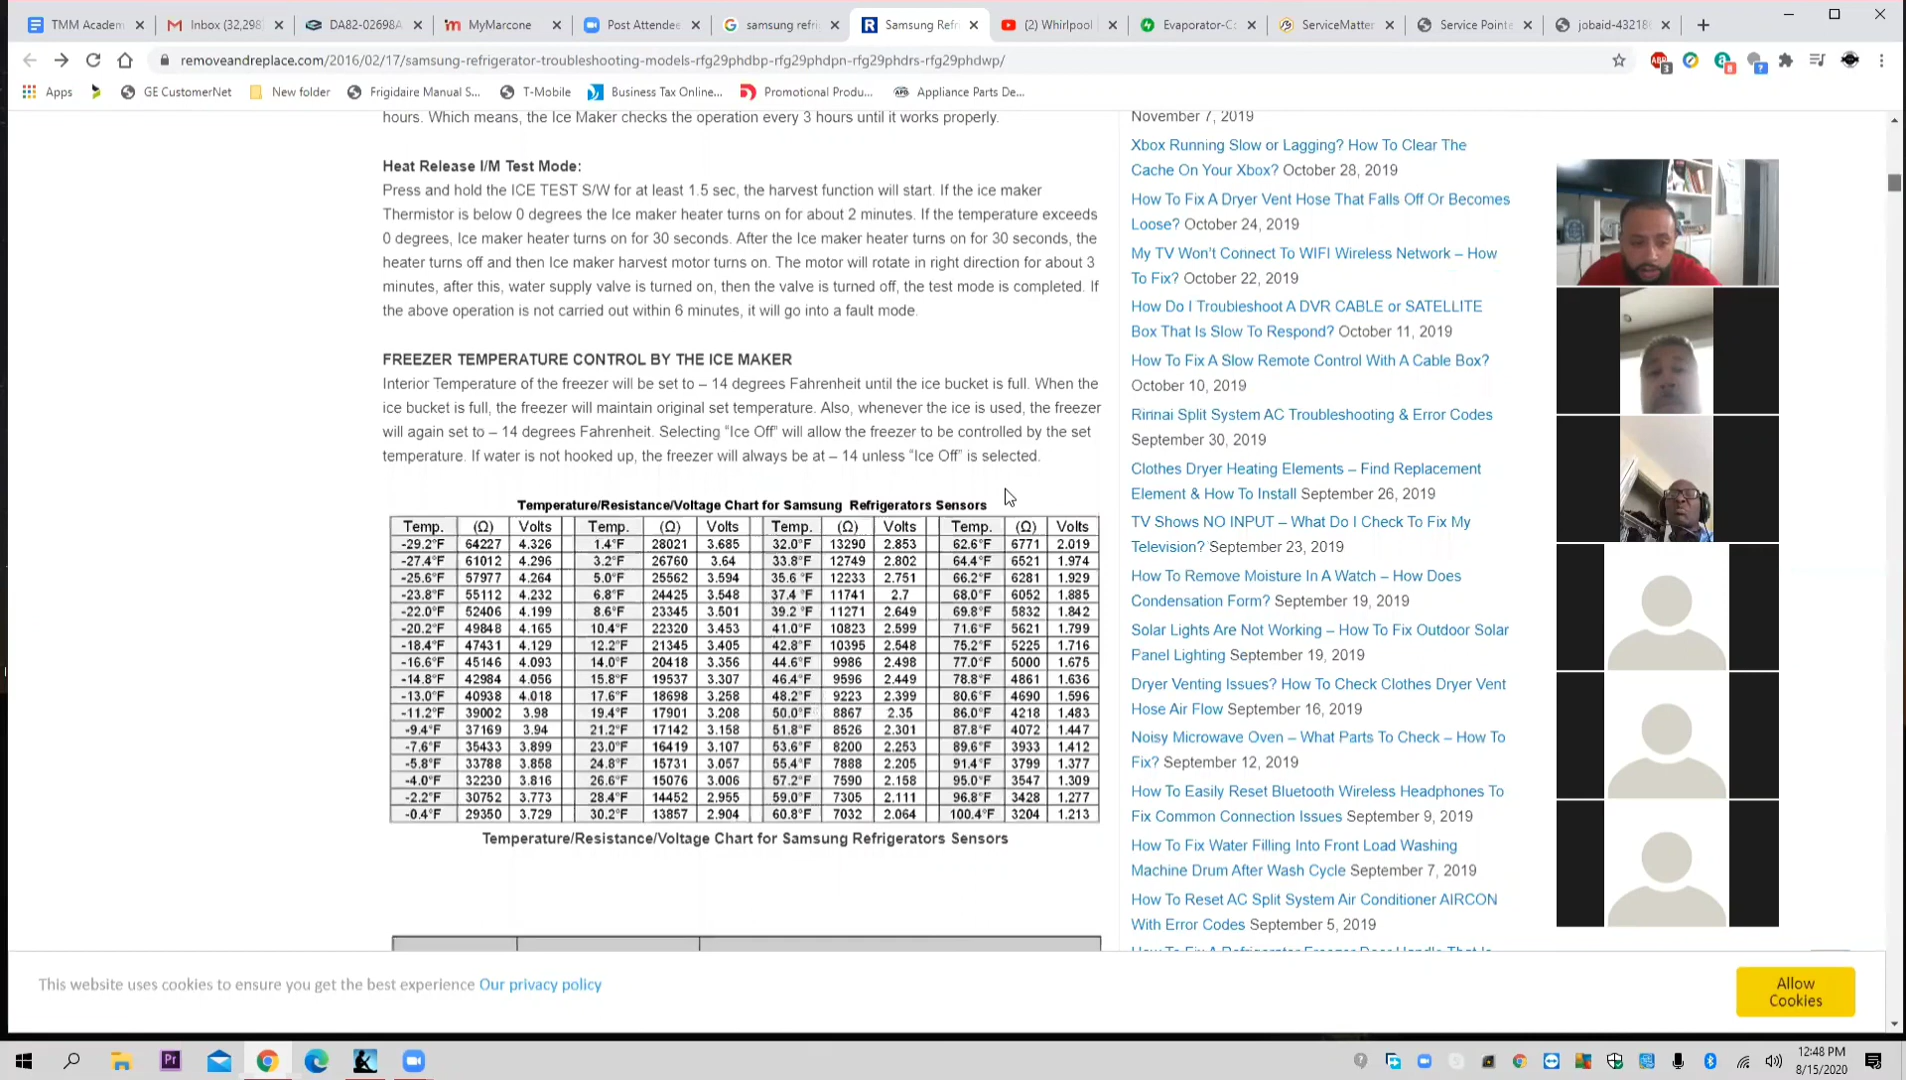 TMM Academ
Inbox (32,298
DA82-02698A
MyMarcone
Post Attendee
samsung refri
Samsung Refr
(2) Whirlpool
Evaporator-Co
ServiceMatter
Service Pointe
jobaid-43218
removeandreplace.com/2016/02/17/samsung-refrigerator-troubleshooting-models-rfg29phdbp-rfg29phdpn-rfg29phdrs-rfg29phdwp/
Apps
GE CustomerNet
New folder
Frigidaire Manual S...
T-Mobile
Business Tax Online...
Promotional Produ...
Appliance Parts De...
hours. Which means, the Ice Maker checks the operation every 3 hours until it works properly.
Heat Release I/M Test Mode:
Press and hold the ICE TEST S/W for at least 1.5 sec, the harvest function will start. If the ice maker
Thermistor is below 0 degrees the Ice maker heater turns on for about 2 minutes. If the temperature exceeds
0 degrees, Ice maker heater turns on for 30 seconds. After the Ice maker heater turns on for 30 seconds, the
heater turns off and then Ice maker harvest motor turns on. The motor will rotate in right direction for about 3
minutes, after this, water supply valve is turned on, then the valve is turned off, the test mode is completed. If
the above operation is not carried out within 6 minutes, it will go into a fault mode.
FREEZER TEMPERATURE CONTROL BY THE ICE MAKER
Interior Temperature of the freezer will be set to – 14 degrees Fahrenheit until the ice bucket is full. When the
ice bucket is full, the freezer will maintain original set temperature. Also, whenever the ice is used, the freezer
will again set to – 14 degrees Fahrenheit. Selecting “Ice Off” will allow the freezer to be controlled by the set
temperature. If water is not hooked up, the freezer will always be at – 14 unless “Ice Off” is selected.
Temperature/Resistance/Voltage Chart for Samsung Refrigerators Sensors
Temp. (Ω) Volts Temp. (Ω) Volts Temp. (Ω) Volts Temp. (Ω) Volts
-29.2°F 64227 4.326 1.4°F 28021 3.685 32.0°F 13290 2.853 62.6°F 6771 2.019
-27.4°F 61012 4.296 3.2°F 26760 3.64 33.8°F 12749 2.802 64.4°F 6521 1.974
-25.6°F 57977 4.264 5.0°F 25562 3.594 35.6 °F 12233 2.751 66.2°F 6281 1.929
-23.8°F 55112 4.232 6.8°F 24425 3.548 37.4 °F 11741 2.7 68.0°F 6052 1.885
-22.0°F 52406 4.199 8.6°F 23345 3.501 39.2 °F 11271 2.649 69.8°F 5832 1.842
-20.2°F 49848 4.165 10.4°F 22320 3.453 41.0°F 10823 2.599 71.6°F 5621 1.799
-18.4°F 47431 4.129 12.2°F 21345 3.405 42.8°F 10395 2.548 75.2°F 5225 1.716
-16.6°F 45146 4.093 14.0°F 20418 3.356 44.6°F 9986 2.498 77.0°F 5000 1.675
-14.8°F 42984 4.056 15.8°F 19537 3.307 46.4°F 9596 2.449 78.8°F 4861 1.636
-13.0°F 40938 4.018 17.6°F 18698 3.258 48.2°F 9223 2.399 80.6°F 4690 1.596
-11.2°F 39002 3.98 19.4°F 17901 3.208 50.0°F 8867 2.35 86.0°F 4218 1.483
-9.4°F 37169 3.94 21.2°F 17142 3.158 51.8°F 8526 2.301 87.8°F 4072 1.447
-7.6°F 35433 3.899 23.0°F 16419 3.107 53.6°F 8200 2.253 89.6°F 3933 1.412
-5.8°F 33788 3.858 24.8°F 15731 3.057 55.4°F 7888 2.205 91.4°F 3799 1.377
-4.0°F 32230 3.816 26.6°F 15076 3.006 57.2°F 7590 2.158 95.0°F 3547 1.309
-2.2°F 30752 3.773 28.4°F 14452 2.955 59.0°F 7305 2.111 96.8°F 3428 1.277
-0.4°F 29350 3.729 30.2°F 13857 2.904 60.8°F 7032 2.064 100.4°F 3204 1.213
Temperature/Resistance/Voltage Chart for Samsung Refrigerators Sensors
November 7, 2019
Xbox Running Slow or Lagging? How To Clear The
Cache On Your Xbox? October 28, 2019
How To Fix A Dryer Vent Hose That Falls Off Or Becomes
Loose? October 24, 2019
My TV Won’t Connect To WIFI Wireless Network – How
To Fix? October 22, 2019
How Do I Troubleshoot A DVR CABLE or SATELLITE
Box That Is Slow To Respond? October 11, 2019
How To Fix A Slow Remote Control With A Cable Box?
October 10, 2019
Rinnai Split System AC Troubleshooting & Error Codes
September 30, 2019
Clothes Dryer Heating Elements – Find Replacement
Element & How To Install September 26, 2019
TV Shows NO INPUT – What Do I Check To Fix My
Television? September 23, 2019
How To Remove Moisture In A Watch – How Does
Condensation Form? September 19, 2019
Solar Lights Are Not Working – How To Fix Outdoor Solar
Panel Lighting September 19, 2019
Dryer Venting Issues? How To Check Clothes Dryer Vent
Hose Air Flow September 16, 2019
Noisy Microwave Oven – What Parts To Check – How To
Fix? September 12, 2019
How To Easily Reset Bluetooth Wireless Headphones To
Fix Common Connection Issues September 9, 2019
How To Fix Water Filling Into Front Load Washing
Machine Drum After Wash Cycle September 7, 2019
How To Reset AC Split System Air Conditioner AIRCON
With Error Codes September 5, 2019
How To Fix A Refrigerator Freezer Door Handle That Is
This website uses cookies to ensure you get the best experience Our privacy policy
Allow
Cookies
12:48 PM
8/15/2020